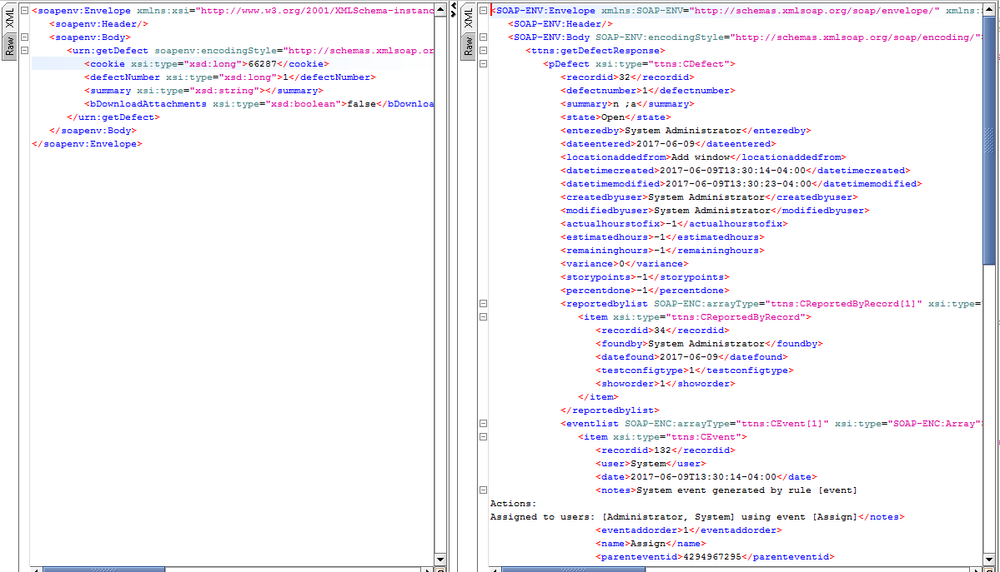 XML
Raw
<soapenv:Envelope xmlns:xsi="http://www.w3.org/2001/XMLSchema-instanc
<soapenv:Header/>
<soapenv:Body>
<urn:getDefect soapenv:encodingStyle="http://schemas.xmlsoap.or
<cookie xsi:type="xsd:long">66287</cookie>
<defectNumber xsi:type="xsd:long">1</defectNumber>
<summary xsi:type="xsd:string"></summary>
<bDownloadAttachments xsi:type="xsd:boolean">false</bDownloa
</urn:getDefect>
</soapenv:Body>
</soapenv:Envelope>
XML
Raw
<SOAP-ENV:Envelope xmlns:SOAP-ENV="http://schemas.xmlsoap.org/soap/envelope/" xmlns:
<SOAP-ENV:Header/>
<SOAP-ENV:Body SOAP-ENV:encodingStyle="http://schemas.xmlsoap.org/soap/encoding/"
<ttns:getDefectResponse>
<pDefect xsi:type="ttns:CDefect">
<recordid>32</recordid>
<defectnumber>1</defectnumber>
<summary>n ;a</summary>
<state>Open</state>
<enteredby>System Administrator</enteredby>
<dateentered>2017-06-09</dateentered>
<locationaddedfrom>Add window</locationaddedfrom>
<datetimecreated>2017-06-09T13:30:14-04:00</datetimecreated>
<datetimemodified>2017-06-09T13:30:23-04:00</datetimemodified>
<createdbyuser>System Administrator</createdbyuser>
<modifiedbyuser>System Administrator</modifiedbyuser>
<actualhourstofix>-1</actualhourstofix>
<estimatedhours>-1</estimatedhours>
<remaininghours>-1</remaininghours>
<variance>0</variance>
<storypoints>-1</storypoints>
<percentdone>-1</percentdone>
<reportedbylist SOAP-ENC:arrayType="ttns:CReportedByRecord[1]" xsi:type="
<item xsi:type="ttns:CReportedByRecord">
<recordid>34</recordid>
<foundby>System Administrator</foundby>
<datefound>2017-06-09</datefound>
<testconfigtype>1</testconfigtype>
<showorder>1</showorder>
</item>
</reportedbylist>
<eventlist SOAP-ENC:arrayType="ttns:CEvent[1]" xsi:type="SOAP-ENC:Array"
<item xsi:type="ttns:CEvent">
<recordid>132</recordid>
<user>System</user>
<date>2017-06-09T13:30:14-04:00</date>
<notes>System event generated by rule [event]
Actions:
Assigned to users: [Administrator, System] using event [Assign]</notes>
<eventaddorder>1</eventaddorder>
<name>Assign</name>
<parenteventid>4294967295</parenteventid>